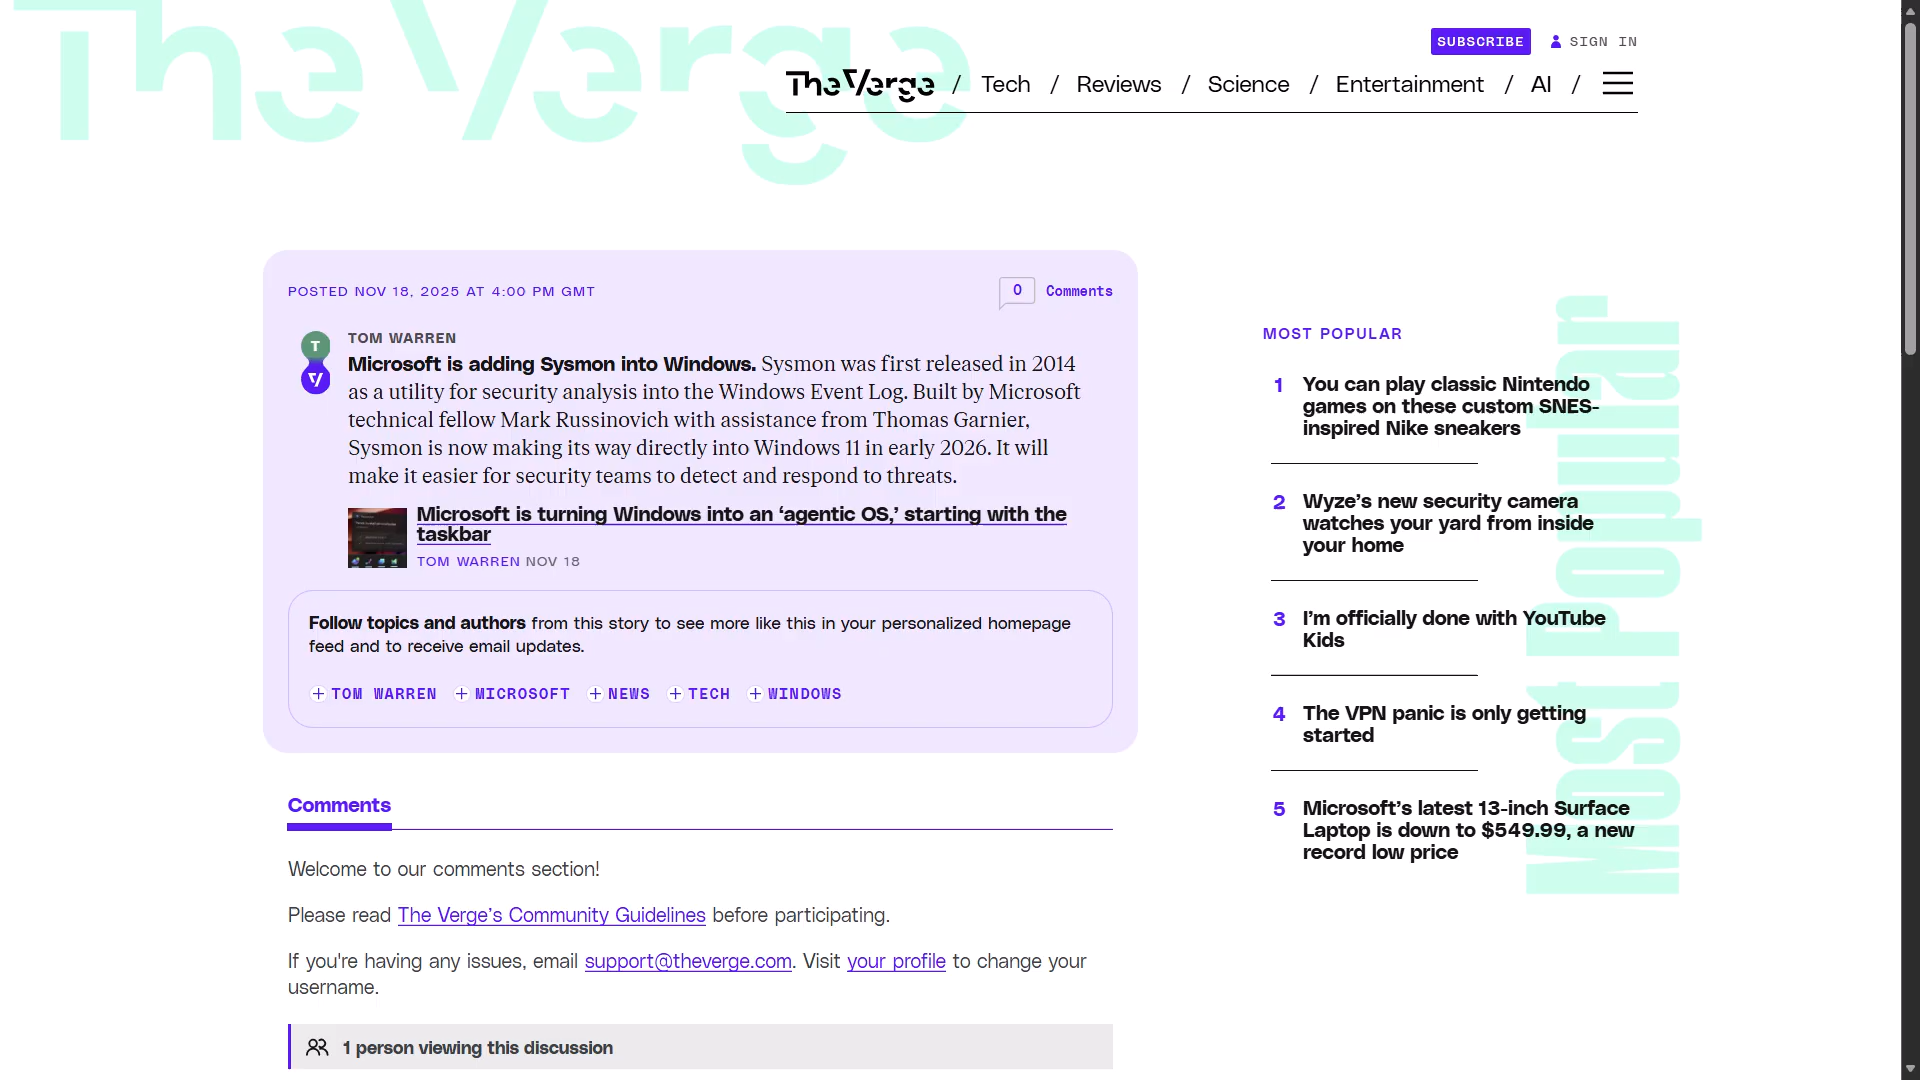 The Verge
SUBSCRIBE
SIGN IN
The Verge / Tech / Reviews / Science / Entertainment / AI /
POSTED NOV 18, 2025 AT 4:00 PM GMT
0 Comments
T
TOM WARREN
Microsoft is adding Sysmon into Windows. Sysmon was first released in 2014
as a utility for security analysis into the Windows Event Log. Built by Microsoft
technical fellow Mark Russinovich with assistance from Thomas Garnier,
Sysmon is now making its way directly into Windows 11 in early 2026. It will
make it easier for security teams to detect and respond to threats.
Microsoft is turning Windows into an ‘agentic OS,’ starting with the
taskbar
TOM WARREN NOV 18
Follow topics and authors from this story to see more like this in your personalized homepage
feed and to receive email updates.
TOM WARREN MICROSOFT NEWS TECH WINDOWS
Comments
Welcome to our comments section!
Please read The Verge’s Community Guidelines before participating.
If you're having any issues, email support@theverge.com. Visit your profile to change your
username.
1 person viewing this discussion
Most Popular
MOST POPULAR
1 You can play classic Nintendo
games on these custom SNES-
inspired Nike sneakers
2 Wyze’s new security camera
watches your yard from inside
your home
3 I’m officially done with YouTube
Kids
4 The VPN panic is only getting
started
5 Microsoft’s latest 13-inch Surface
Laptop is down to $549.99, a new
record low price